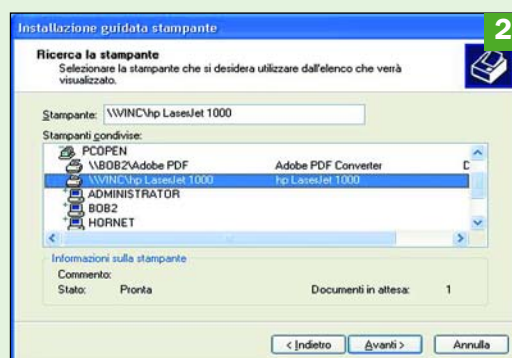 Installazione guidata stampante
2
Ricerca la stampante
Selezionare la stampante che si desidera utilizzare dall'elenco che verrà
visualizzato.
Stampante: \\VINC\hp LaserJet 1000
Stampanti condivise:
PCOPEN
\\BOB2\Adobe PDF Adobe PDF Converter D
\\VINC\hp LaserJet 1000 hp LaserJet 1000
ADMINISTRATOR
BOB2
HORNET
Informazioni sulla stampante
Commento:
Stato: Pronta Documenti in attesa: 1
< Indietro Avanti > Annulla